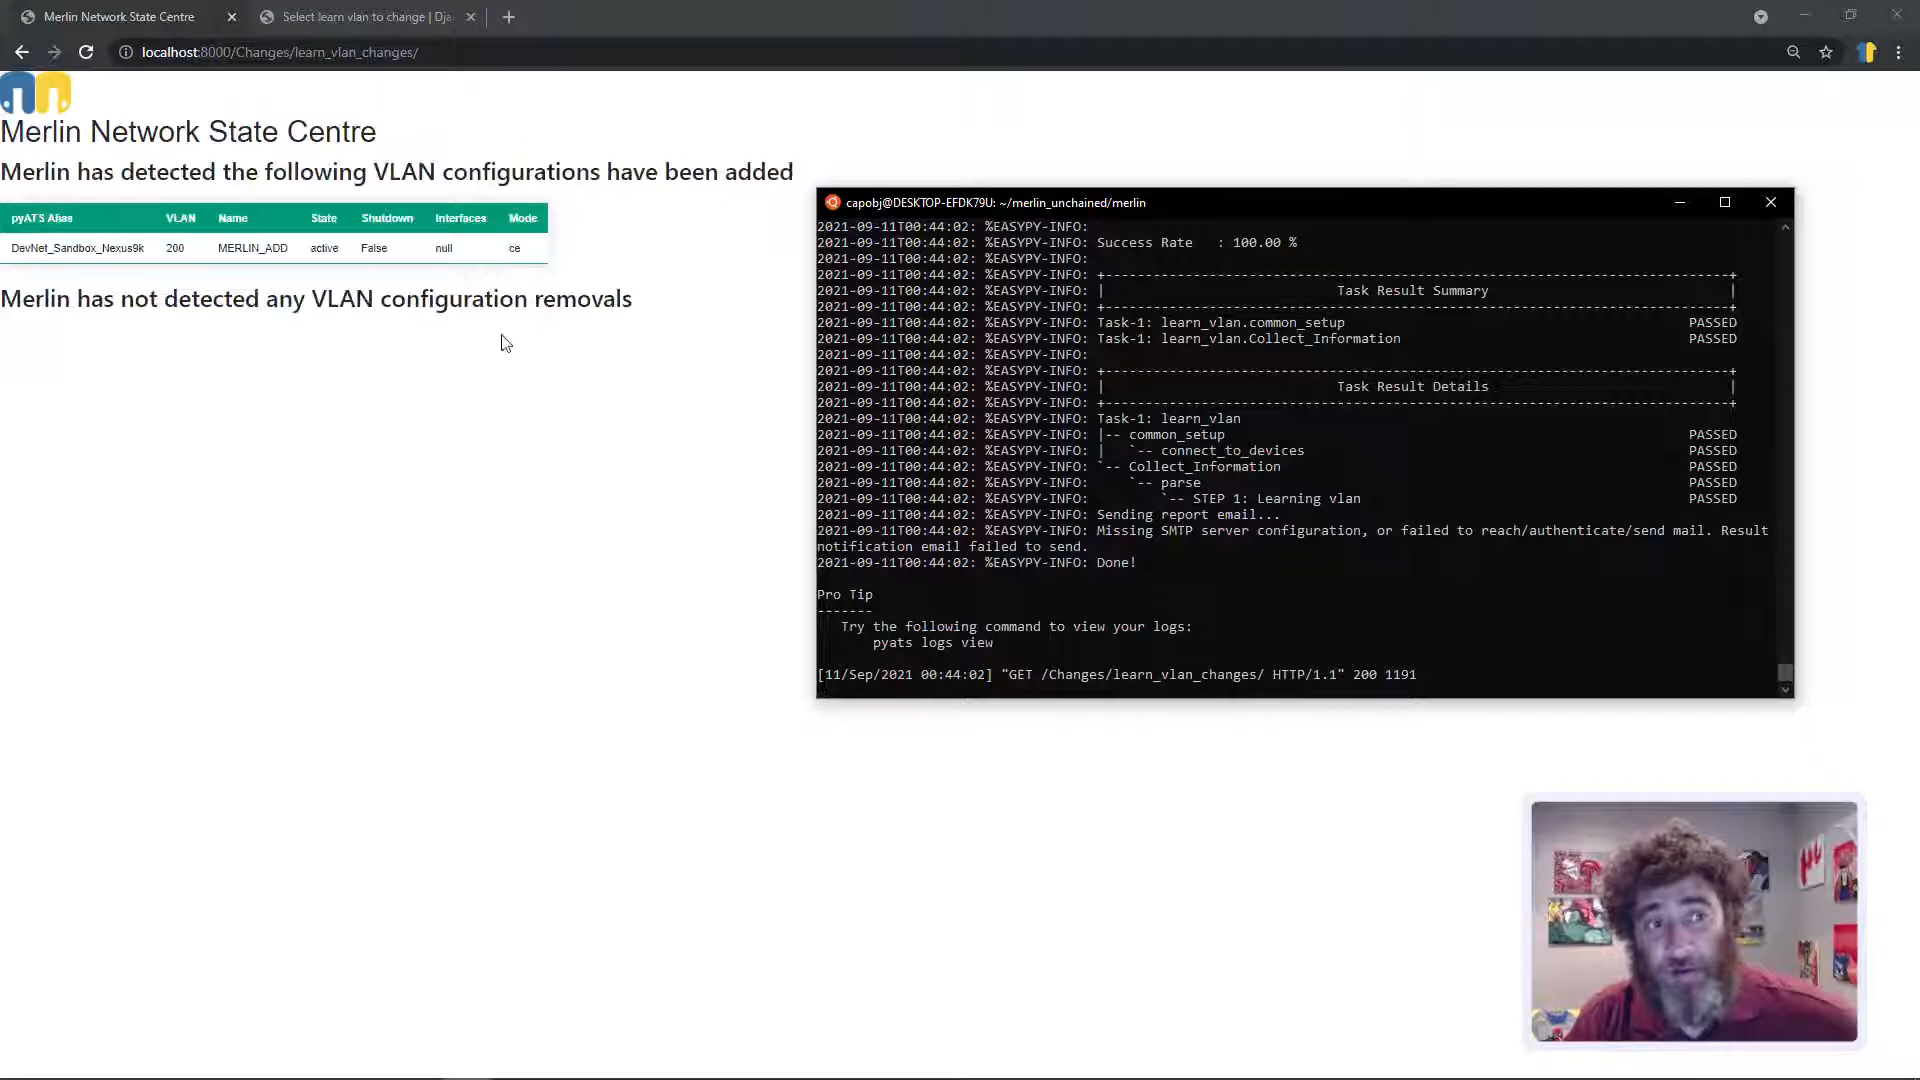 Merlin Network State Centre
Select learn vlan to change | Dja
localhost:8000/Changes/learn_vlan_changes/
Merlin Network State Centre
Merlin has detected the following VLAN configurations have been added
pyATS Alias VLAN Name State Shutdown Interfaces Mode
DevNet_Sandbox_Nexus9k 200 MERLIN_ADD active False null ce
Merlin has not detected any VLAN configuration removals
capobj@DESKTOP-EFDK79U: ~/merlin_unchained/merlin
2021-09-11T00:44:02: %EASYPY-INFO:
2021-09-11T00:44:02: %EASYPY-INFO: Success Rate : 100.00 %
2021-09-11T00:44:02: %EASYPY-INFO:
2021-09-11T00:44:02: %EASYPY-INFO: +------------------------------------------------------------------------------+
2021-09-11T00:44:02: %EASYPY-INFO: | Task Result Summary |
2021-09-11T00:44:02: %EASYPY-INFO: +------------------------------------------------------------------------------+
2021-09-11T00:44:02: %EASYPY-INFO: Task-1: learn_vlan.common_setup PASSED
2021-09-11T00:44:02: %EASYPY-INFO: Task-1: learn_vlan.Collect_Information PASSED
2021-09-11T00:44:02: %EASYPY-INFO:
2021-09-11T00:44:02: %EASYPY-INFO: +------------------------------------------------------------------------------+
2021-09-11T00:44:02: %EASYPY-INFO: | Task Result Details |
2021-09-11T00:44:02: %EASYPY-INFO: +------------------------------------------------------------------------------+
2021-09-11T00:44:02: %EASYPY-INFO: Task-1: learn_vlan
2021-09-11T00:44:02: %EASYPY-INFO: |-- common_setup PASSED
2021-09-11T00:44:02: %EASYPY-INFO: | `-- connect_to_devices PASSED
2021-09-11T00:44:02: %EASYPY-INFO: `-- Collect_Information PASSED
2021-09-11T00:44:02: %EASYPY-INFO: `-- parse PASSED
2021-09-11T00:44:02: %EASYPY-INFO: `-- STEP 1: Learning vlan PASSED
2021-09-11T00:44:02: %EASYPY-INFO: Sending report email...
2021-09-11T00:44:02: %EASYPY-INFO: Missing SMTP server configuration, or failed to reach/authenticate/send mail. Result
notification email failed to send.
2021-09-11T00:44:02: %EASYPY-INFO: Done!
Pro Tip
-------
Try the following command to view your logs:
pyats logs view
[11/Sep/2021 00:44:02] "GET /Changes/learn_vlan_changes/ HTTP/1.1" 200 1191